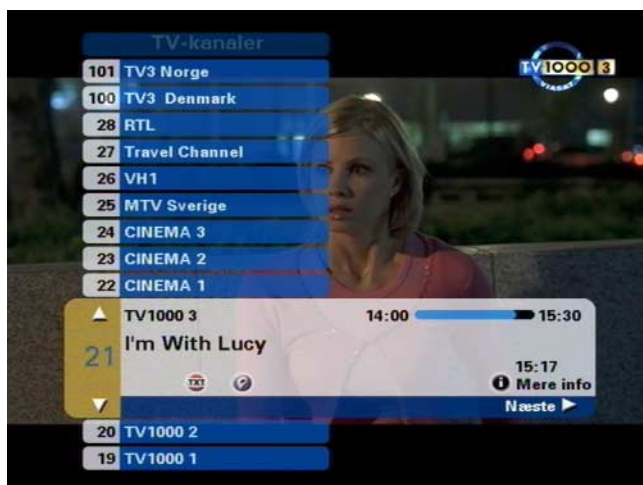 TV-kanaler
TV1000 3
VIASAT
101 TV3 Norge
100 TV3 Denmark
28 RTL
27 Travel Channel
26 VH1
25 MTV Sverige
24 CINEMA 3
23 CINEMA 2
22 CINEMA 1
TV1000 3 14:00 15:30
21 I'm With Lucy
15:17
TXT Mere info
Næste
20 TV1000 2
19 TV1000 1